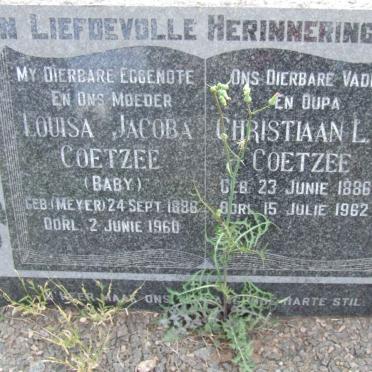 N LIEFDEVOLLE HERINNERING
MY DIERBARE EGGENOTE
EN ONS MOEDER
LOUISA JACOBA
COETZEE
(BABY)
GEB (MEYER) 24 SEPT. 1886
OORL. 2 JUNIE 1960
ONS DIERBARE VAD
EN OUPA
CHRISTIAAN L.
COETZEE
GEB. 23 JUNIE 1886
OORL. 15 JULIE 1962
MAAK ONS HARTE STIL